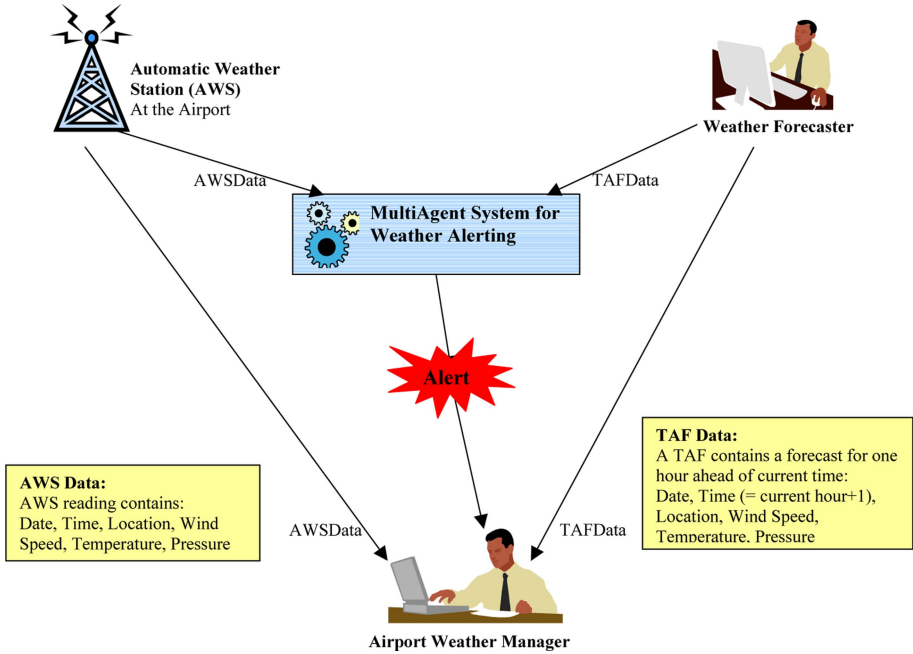 Automatic Weather
Station (AWS)
At the Airport
Weather Forecaster
AWSData
TAFData
MultiAgent System for
Weather Alerting
Alert
TAF Data:
A TAF contains a forecast for one
hour ahead of current time:
Date, Time (= current hour+1),
Location, Wind Speed,
Temperature, Pressure
AWS Data:
AWS reading contains:
Date, Time, Location, Wind
Speed, Temperature, Pressure
AWSData
TAFData
Airport Weather Manager